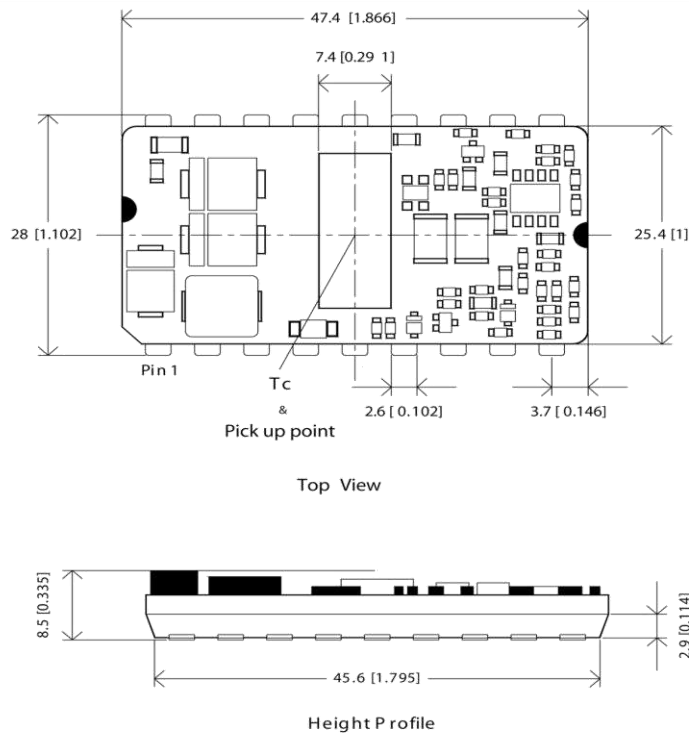 47.4 [1.866]
7.4 [0.29 1]
28 [1.102]
25.4 [1]
Pin 1
Tc
&
Pick up point
2.6 [ 0.102]
3.7 [ 0.146]
Top View
8.5 [0.335]
2.9 [0.114]
45.6 [1.795]
Height P rofile